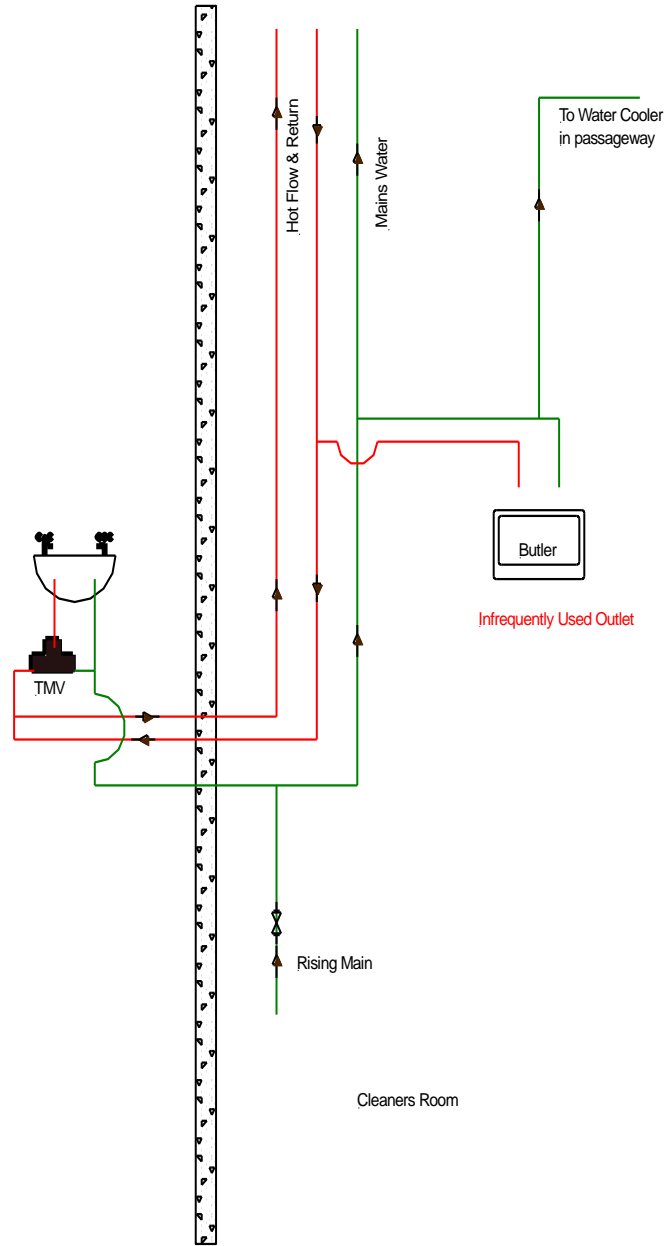 To Water Cooler
in passageway
Hot Flow & Return
Mains Water
Butler
Infrequently Used Outlet
TMV
Rising Main
Cleaners Room